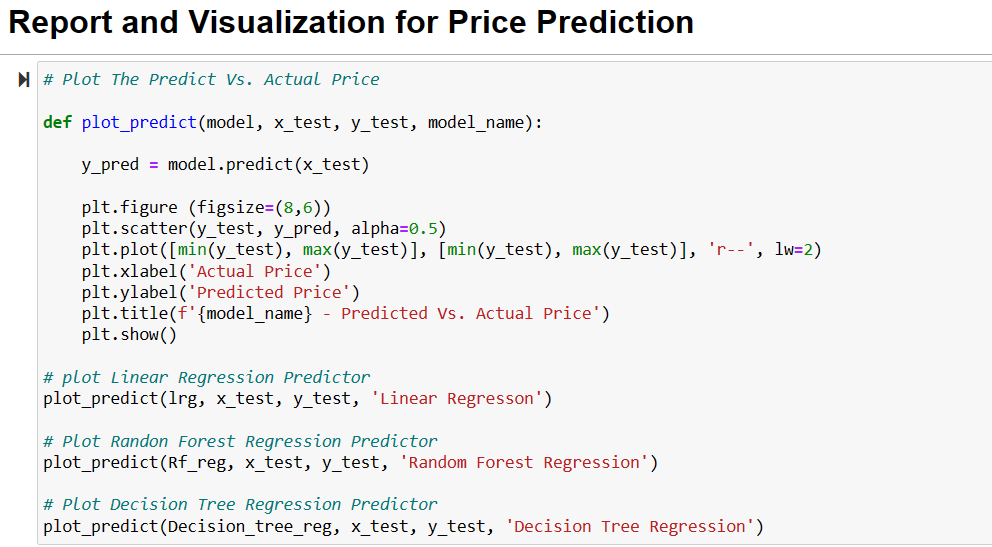 Report and Visualization for Price Prediction
# Plot The Predict Vs. Actual Price
def plot_predict(model, x_test, y_test, model_name):
y_pred = model.predict(x_test)
plt.figure (figsize=(8,6))
plt.scatter(y_test, y_pred, alpha=0.5)
plt.plot([min(y_test), max(y_test)], [min(y_test), max(y_test)], 'r--', lw=2)
plt.xlabel('Actual Price')
plt.ylabel('Predicted Price')
plt.title(f'{model_name} - Predicted Vs. Actual Price')
plt.show()
# plot Linear Regression Predictor
plot_predict(lrg, x_test, y_test, 'Linear Regresson')
# Plot Randon Forest Regression Predictor
plot_predict(Rf_reg, x_test, y_test, 'Random Forest Regression')
# Plot Decision Tree Regression Predictor
plot_predict(Decision_tree_reg, x_test, y_test, 'Decision Tree Regression')